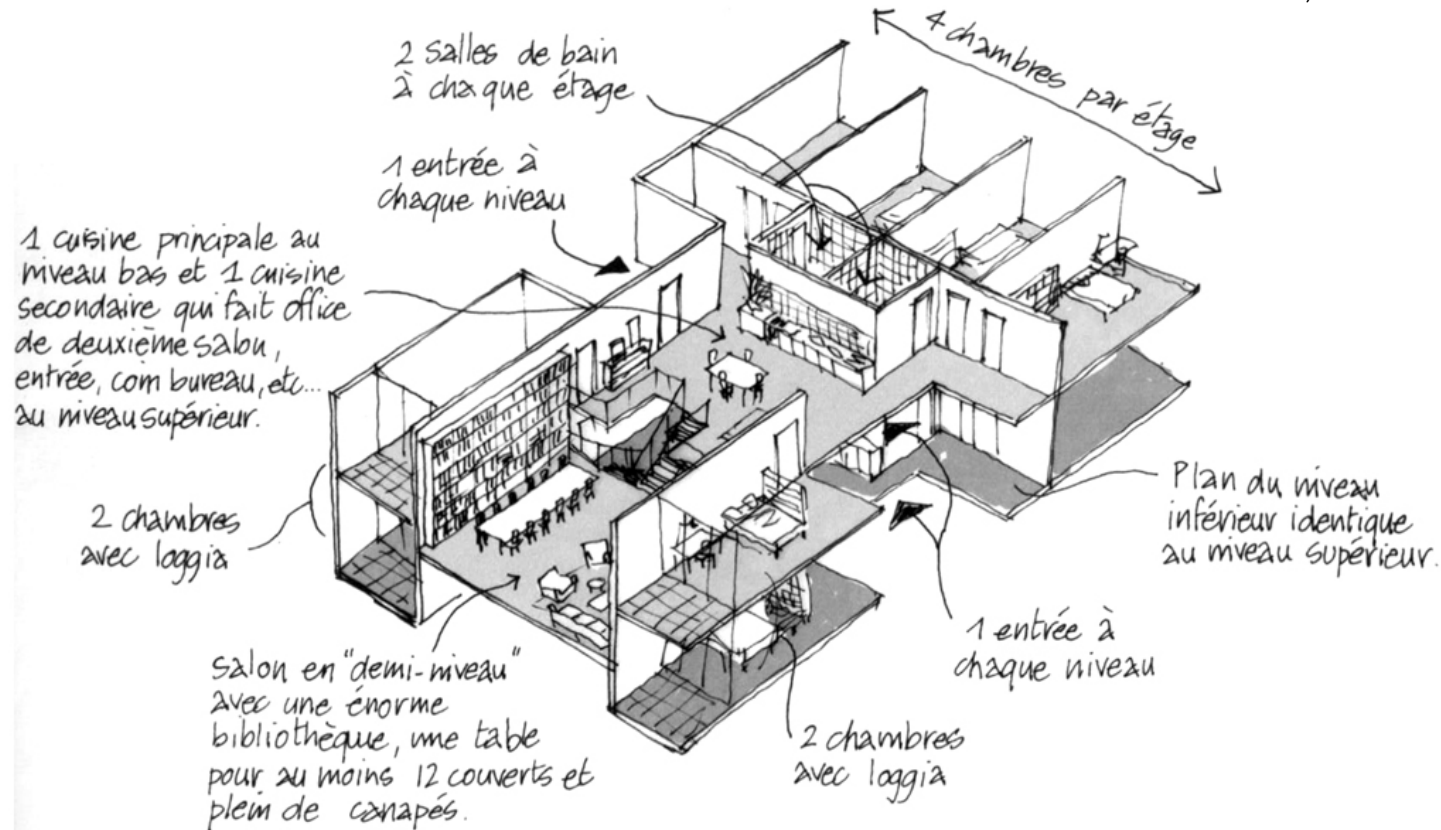 4 chambres par étage
2 salles de bain
à chaque étage
1 entrée à
chaque niveau
1 cuisine principale au
niveau bas et 1 cuisine
secondaire qui fait office
de deuxième salon,
entrée, coin bureau, etc...
au niveau supérieur.
2 chambres
avec loggia
Salon en "demi-niveau"
avec une énorme
bibliothèque, une table
pour au moins 12 couverts et
plein de canapés.
2 chambres
avec loggia
1 entrée à
chaque niveau
Plan du niveau
inférieur identique
au niveau supérieur.